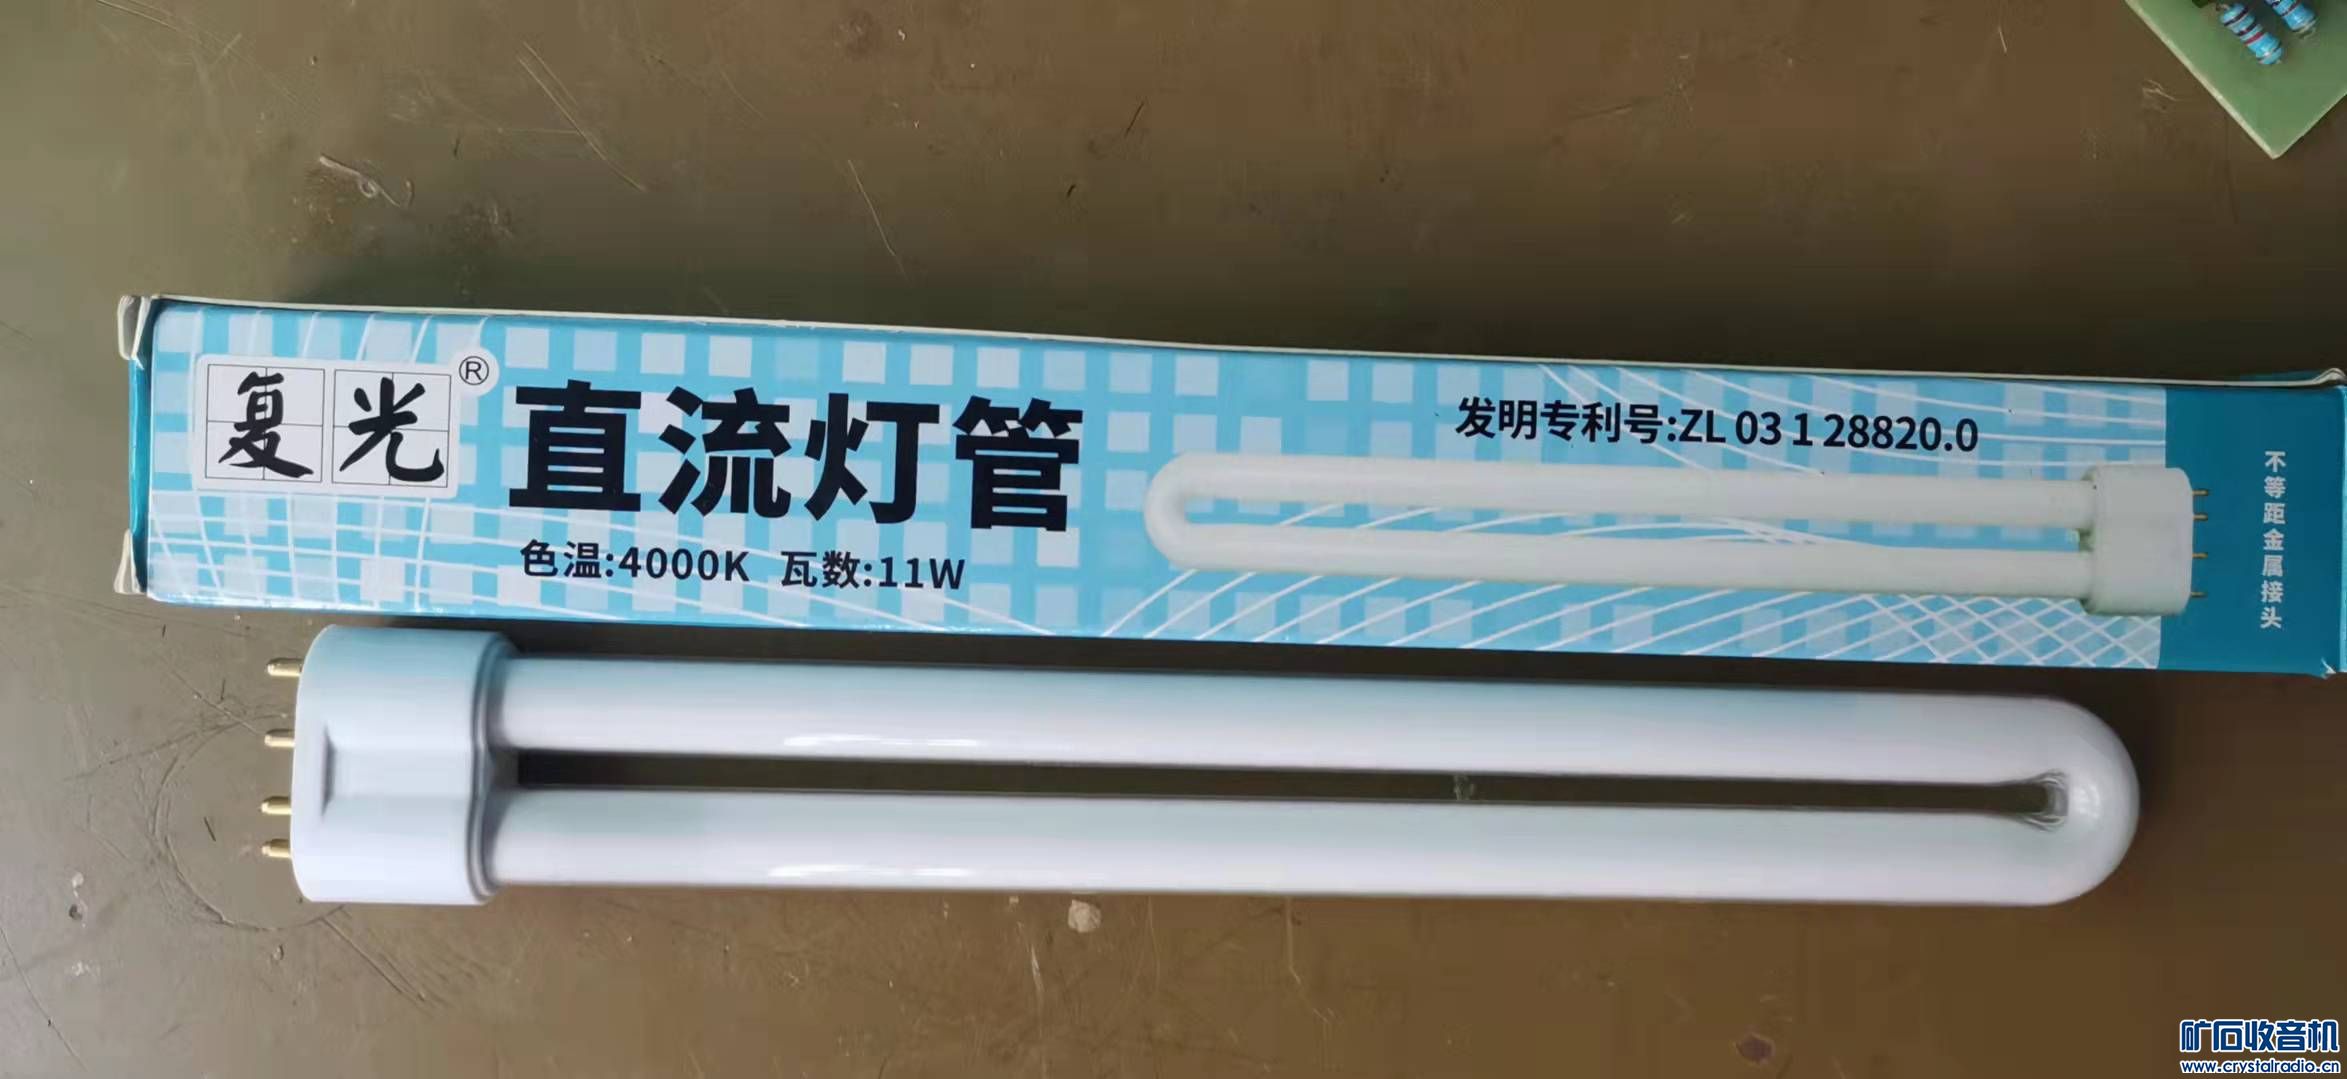 复光®
直流灯管
色温:4000K 瓦数:11W
发明专利号:ZL 03 1 28820.0
不等距金属接头
矿石收音机
www.crystalradio.cn